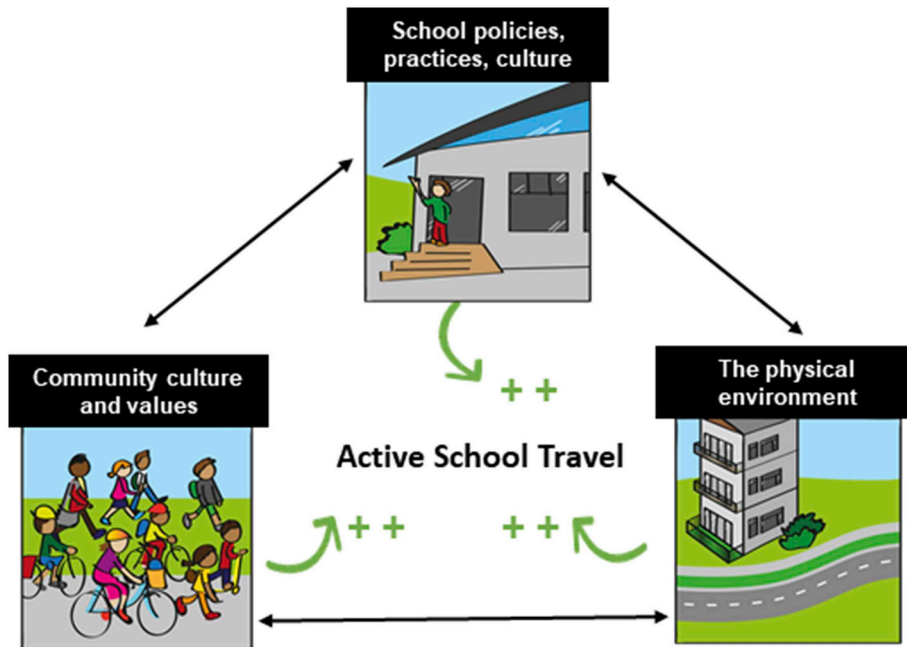 School policies,
practices, culture
Community culture
and values
The physical
environment
+ +
Active School Travel
+ +
+ +